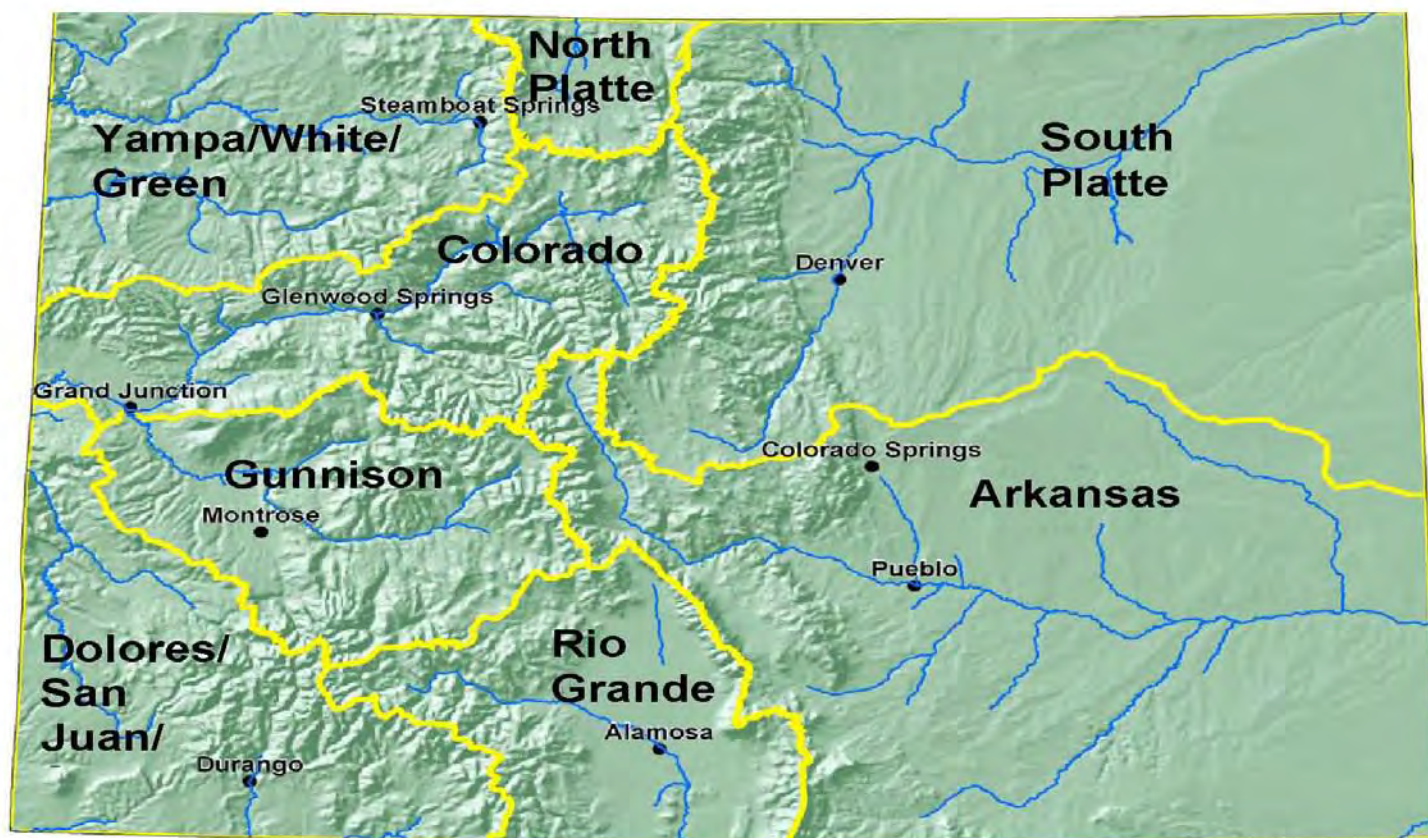 North
Platte
Steamboat Springs
Yampa/White/
Green
South
Platte
Colorado
Denver
Glenwood Springs
Grand Junction
Colorado Springs
Gunnison
Arkansas
Montrose
Pueblo
Dolores/
San
Juan/
Rio
Grande
Alamosa
Durango